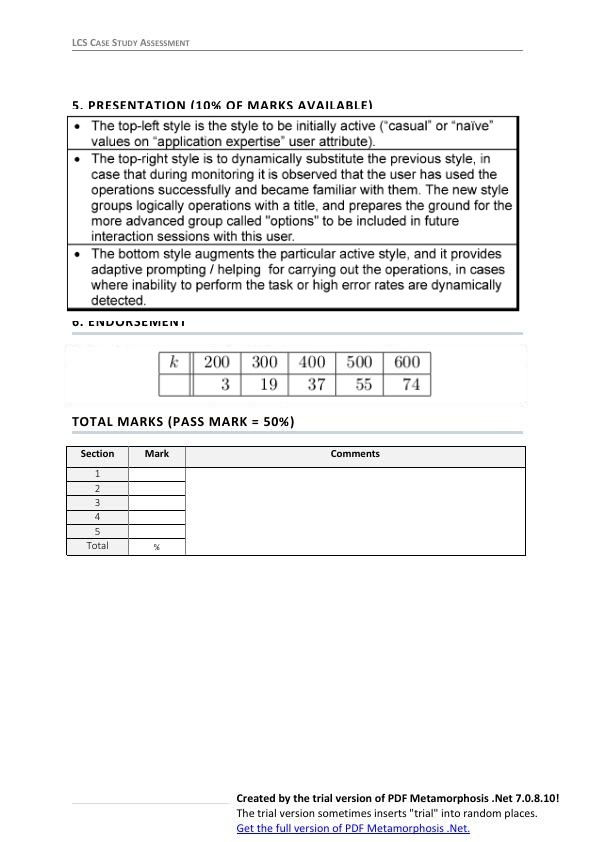 LCS CASE STUDY ASSESSMENT
5. PRESENTATION (10% OF MARKS AVAILABLE)
• The top-left style is the style to be initially active (“casual” or “naïve”
values on “application expertise” user attribute).
• The top-right style is to dynamically substitute the previous style, in
case that during monitoring it is observed that the user has used the
operations successfully and became familiar with them. The new style
groups logically operations with a title, and prepares the ground for the
more advanced group called "options" to be included in future
interaction sessions with this user.
• The bottom style augments the particular active style, and it provides
adaptive prompting / helping for carrying out the operations, in cases
where inability to perform the task or high error rates are dynamically
detected.
6. ENDORSEMENT
k 200 300 400 500 600
3 19 37 55 74
TOTAL MARKS (PASS MARK = 50%)
Section Mark Comments
1
2
3
4
5
Total %
Created by the trial version of PDF Metamorphosis .Net 7.0.8.10!
The trial version sometimes inserts "trial" into random places.
Get the full version of PDF Metamorphosis .Net.